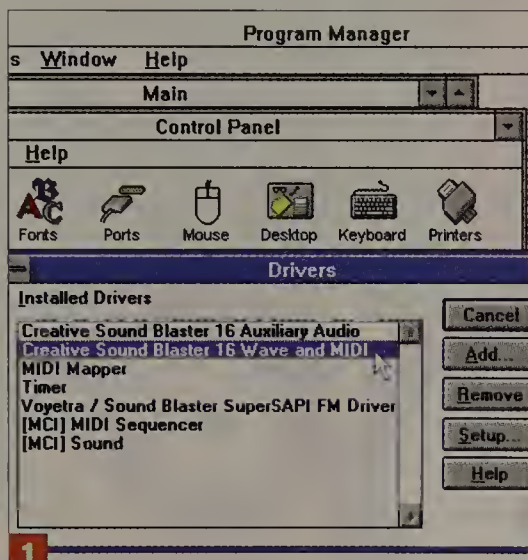 Program Manager
s Window Help
Main
Control Panel
Help
Fonts Ports Mouse Desktop Keyboard Printers
Drivers
Installed Drivers
Creative Sound Blaster 16 Auxiliary Audio
Creative Sound Blaster 16 Wave and MIDI
MIDI Mapper
Timer
Voyetra / Sound Blaster SuperSAPI FM Driver
[MCI] MIDI Sequencer
[MCI] Sound
Cancel
Add...
Remove
Setup...
Help
1